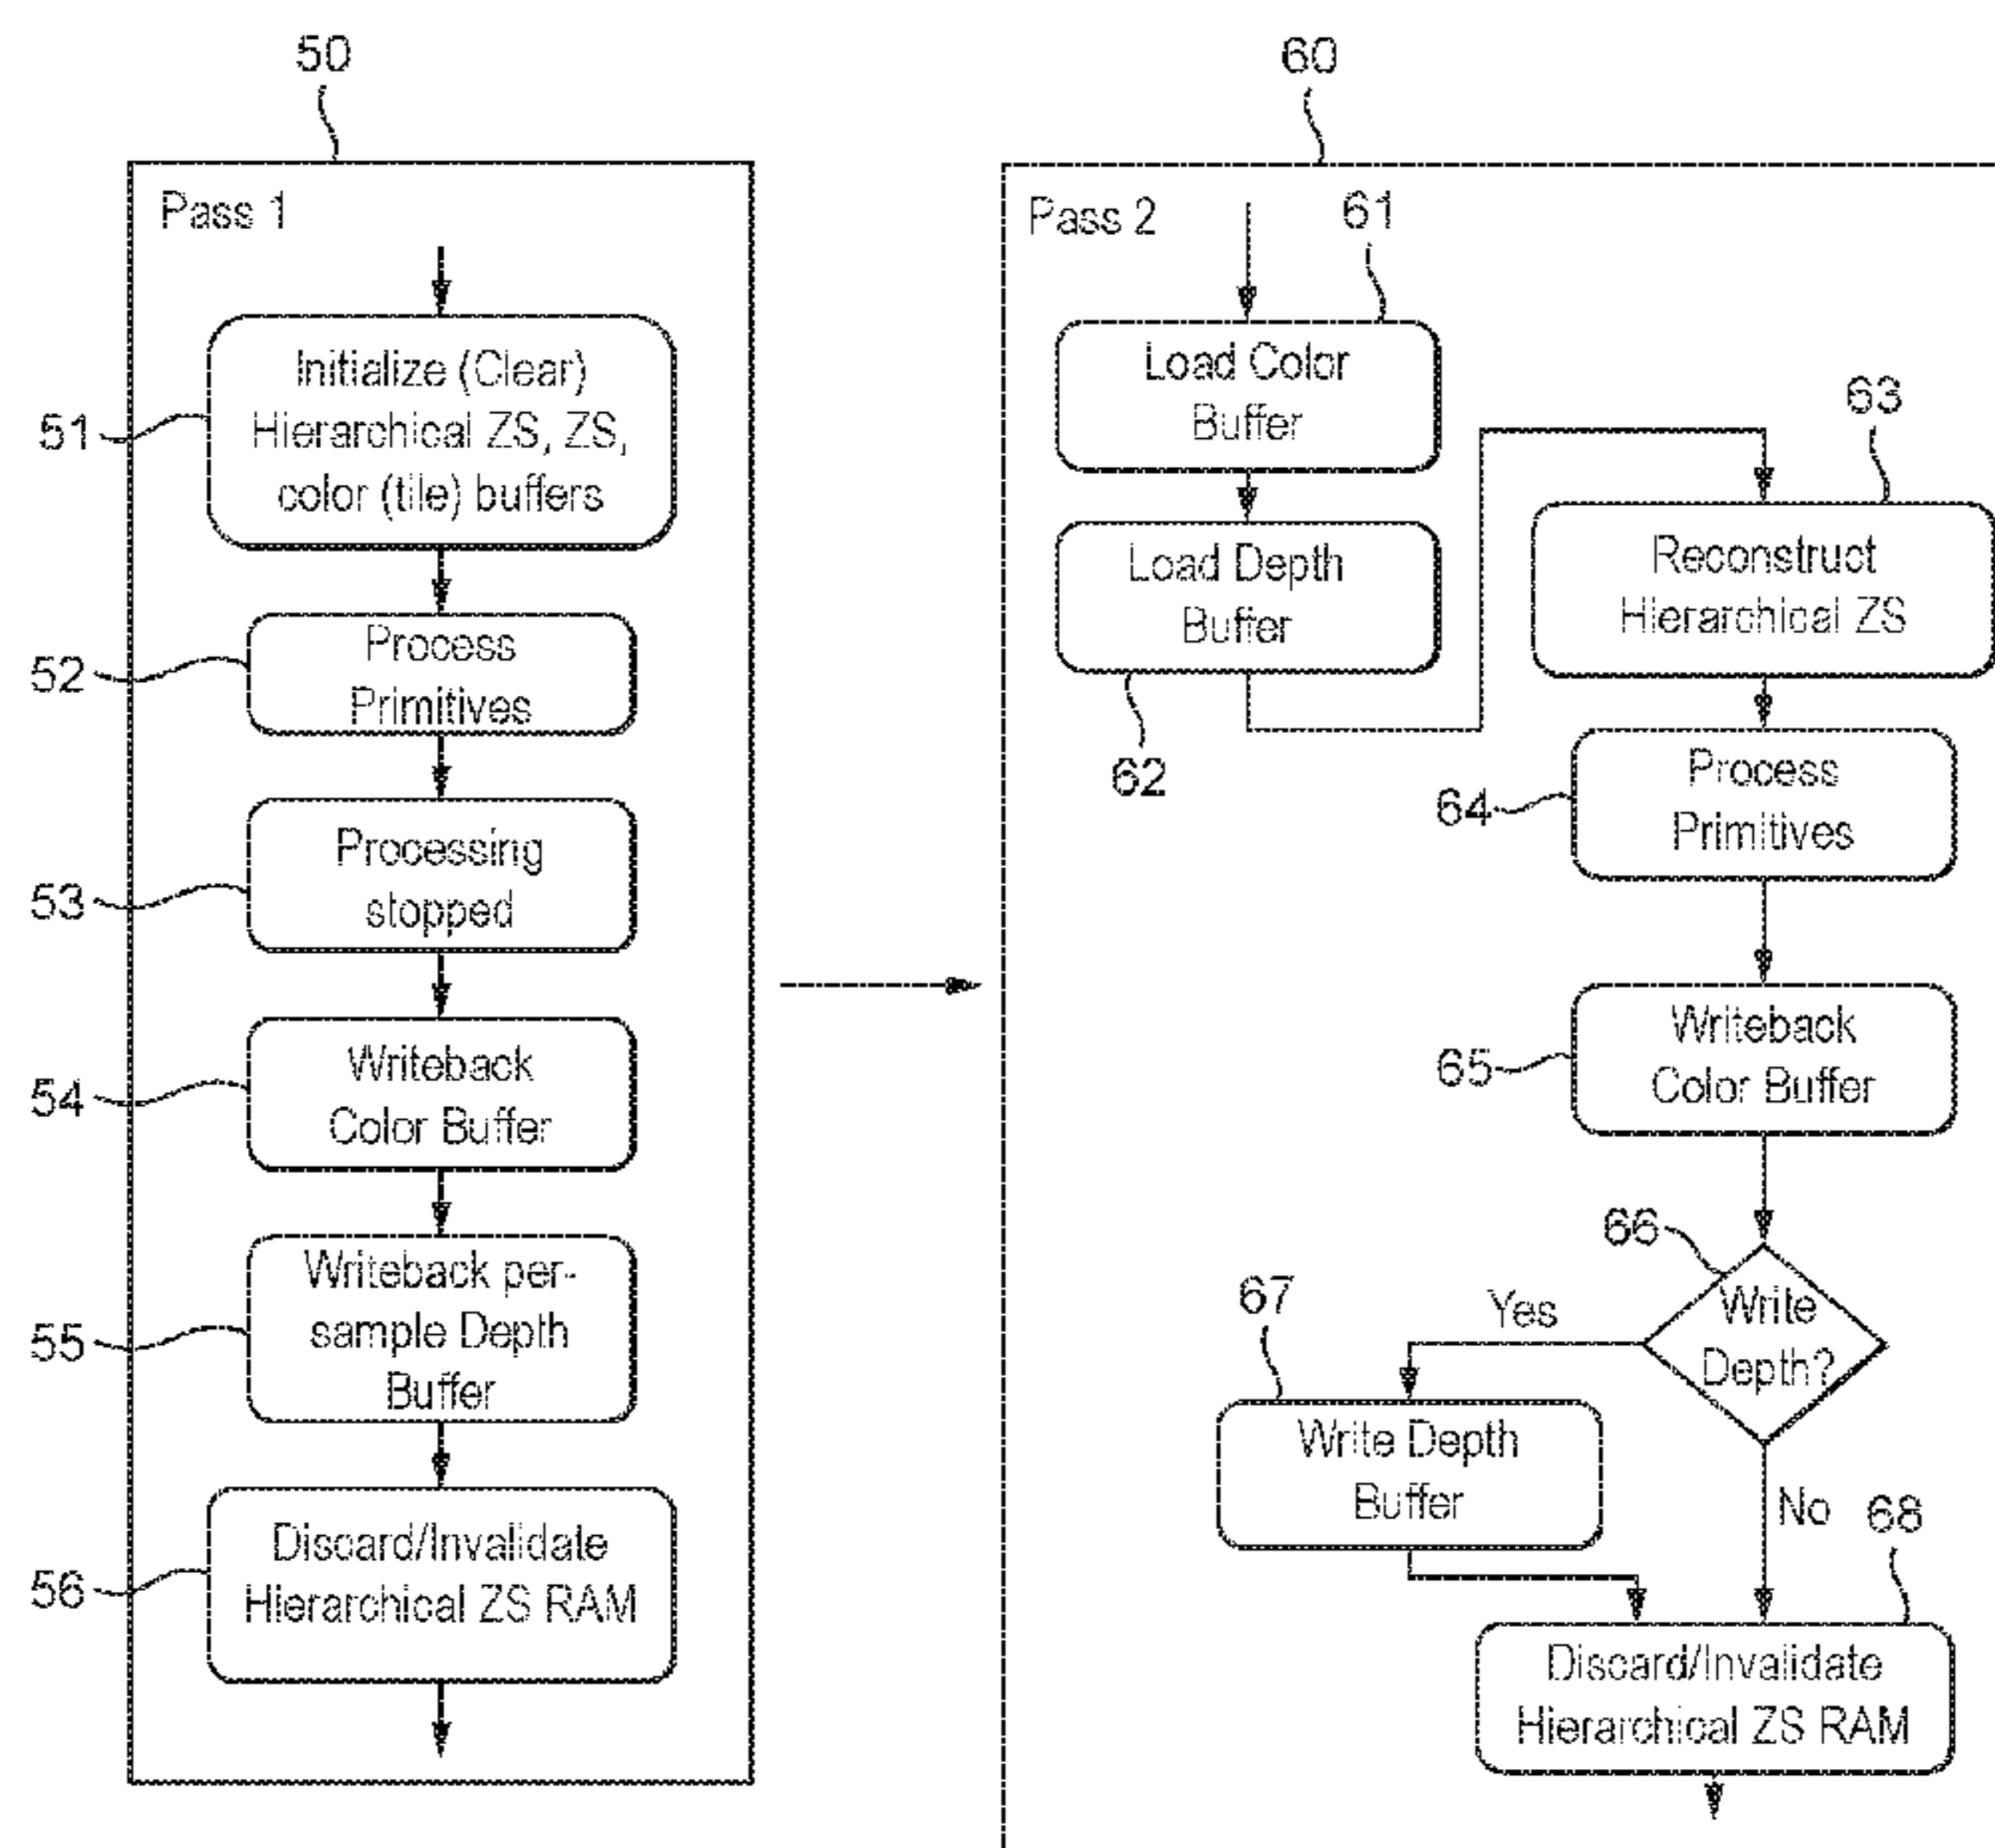 50
Pass 1
51
Initialize (Clear)
Hierarchical ZS, ZS,
color (tile) buffers
52
Process
Primitives
53
Processing
stopped
54
Writeback
Color Buffer
55
Writeback per-
sample Depth
Buffer
56
Discard/Invalidate
Hierarchical ZS RAM
60
Pass 2
61
Load Color
Buffer
Load Depth
Buffer
62
63
Reconstruct
Hierarchical ZS
64
Process
Primitives
65
Writeback
Color Buffer
66
Write
Depth?
Yes
67
Write Depth
Buffer
No
68
Discard/Invalidate
Hierarchical ZS RAM